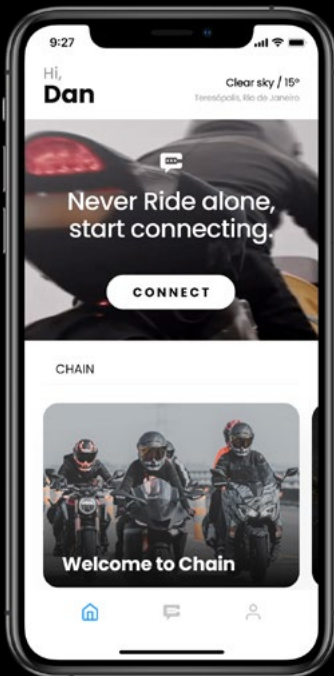 9:27
Hi,
Dan
Clear sky / 15°
Teresópolis, Rio de Janeiro
Never Ride alone,
start connecting.
CONNECT
CHAIN
Welcome to Chain